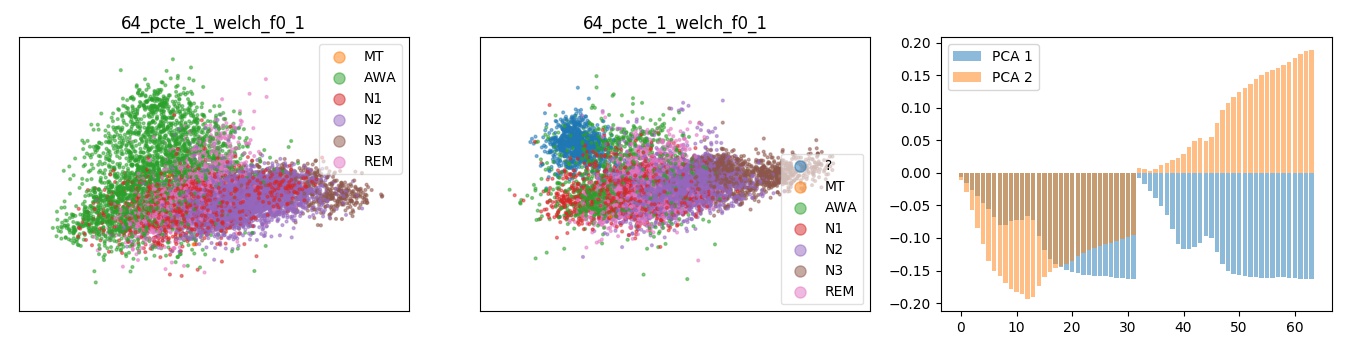 64_pcte_1_welch_f0_1
MT
AWA
N1
N2
N3
REM
64_pcte_1_welch_f0_1
?
MT
AWA
N1
N2
N3
REM
PCA 1
PCA 2
0.20
0.15
0.10
0.05
0.00
−0.05
−0.10
−0.15
−0.20
0 10 20 30 40 50 60